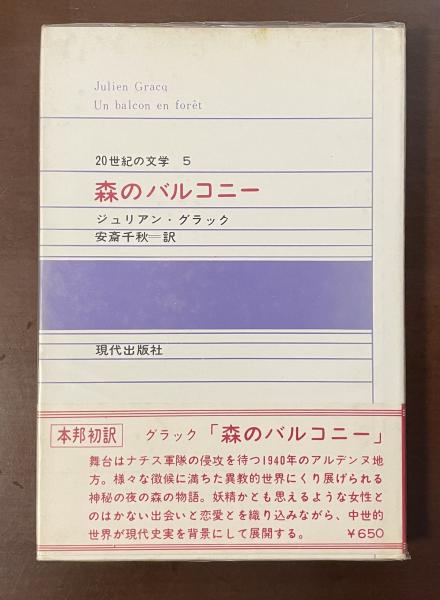 Julien Gracq
Un balcon en forêt
20世紀の文学 5
森のバルコニー
ジュリアン・グラック
安斎千秋=訳
現代出版社
本邦初訳 グラック 「森のバルコニー」
舞台はナチス軍隊の侵攻を待つ1940年のアルデンヌ地
方。様々な徴候に満ちた異教的世界にくり展げられる
神秘の夜の森の物語。妖精かとも思えるような女性と
のはかない出会いと恋愛とを織り込みながら、中世的
世界が現代史実を背景にして展開する。 ¥650